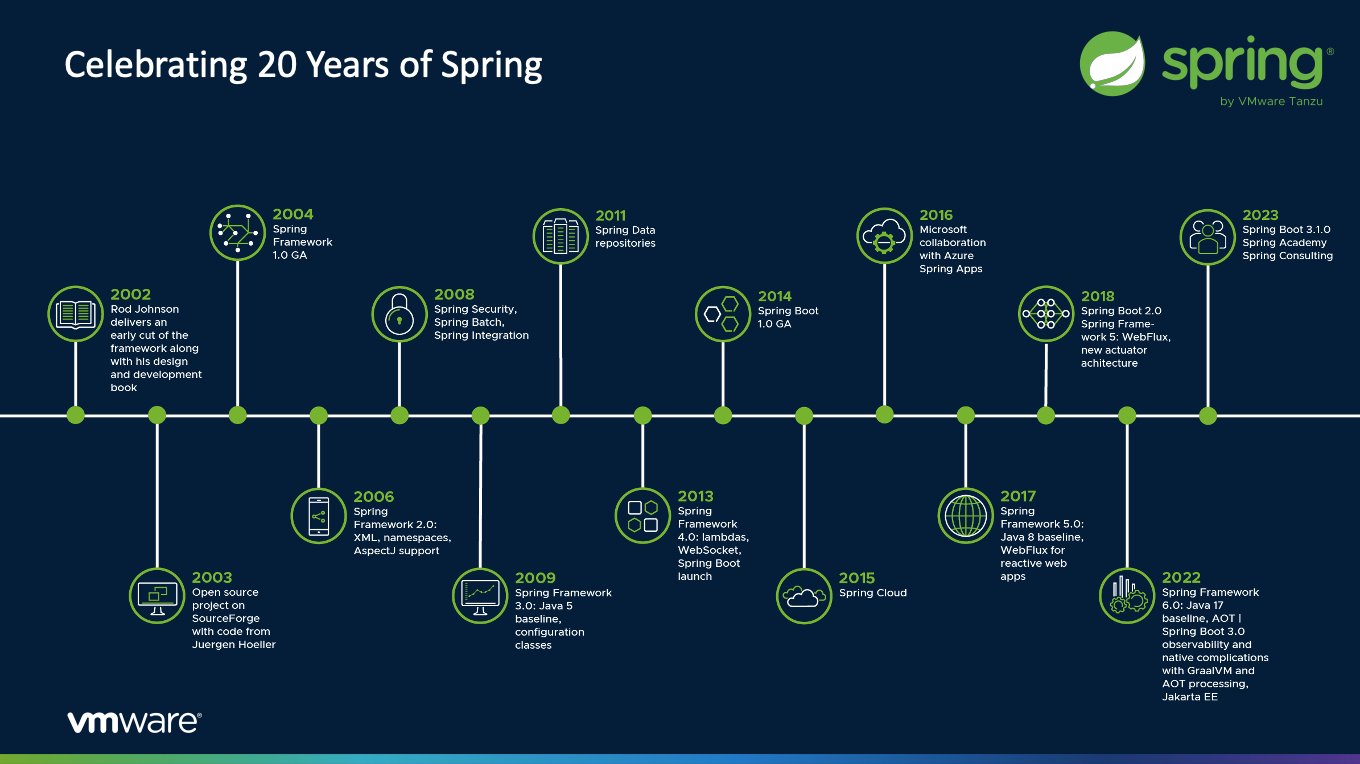 Celebrating 20 Years of Spring
spring®
by VMware Tanzu
2002
Rod Johnson
delivers an
early cut of the
framework along
with his design
and development
book
2003
Open source
project on
SourceForge
with code from
Juergen Hoeller
2004
Spring
Framework
1.0 GA
2006
Spring
Framework 2.0:
XML, namespaces,
AspectJ support
2008
Spring Security,
Spring Batch,
Spring Integration
2009
Spring Framework
3.0: Java 5
baseline,
configuration
classes
2011
Spring Data
repositories
2013
Spring
Framework
4.0: lambdas,
WebSocket,
Spring Boot
launch
2014
Spring Boot
1.0 GA
2015
Spring Cloud
2016
Microsoft
collaboration
with Azure
Spring Apps
2017
Spring
Framework 5.0:
Java 8 baseline,
WebFlux for
reactive web
apps
2018
Spring Boot 2.0
Spring Frame-
work 5: WebFlux,
new actuator
achitecture
2022
Spring Framework
6.0: Java 17
baseline, AOT |
Spring Boot 3.0
observability and
native complications
with GraalVM and
AOT processing,
Jakarta EE
2023
Spring Boot 3.1.0
Spring Academy
Spring Consulting
vmware®